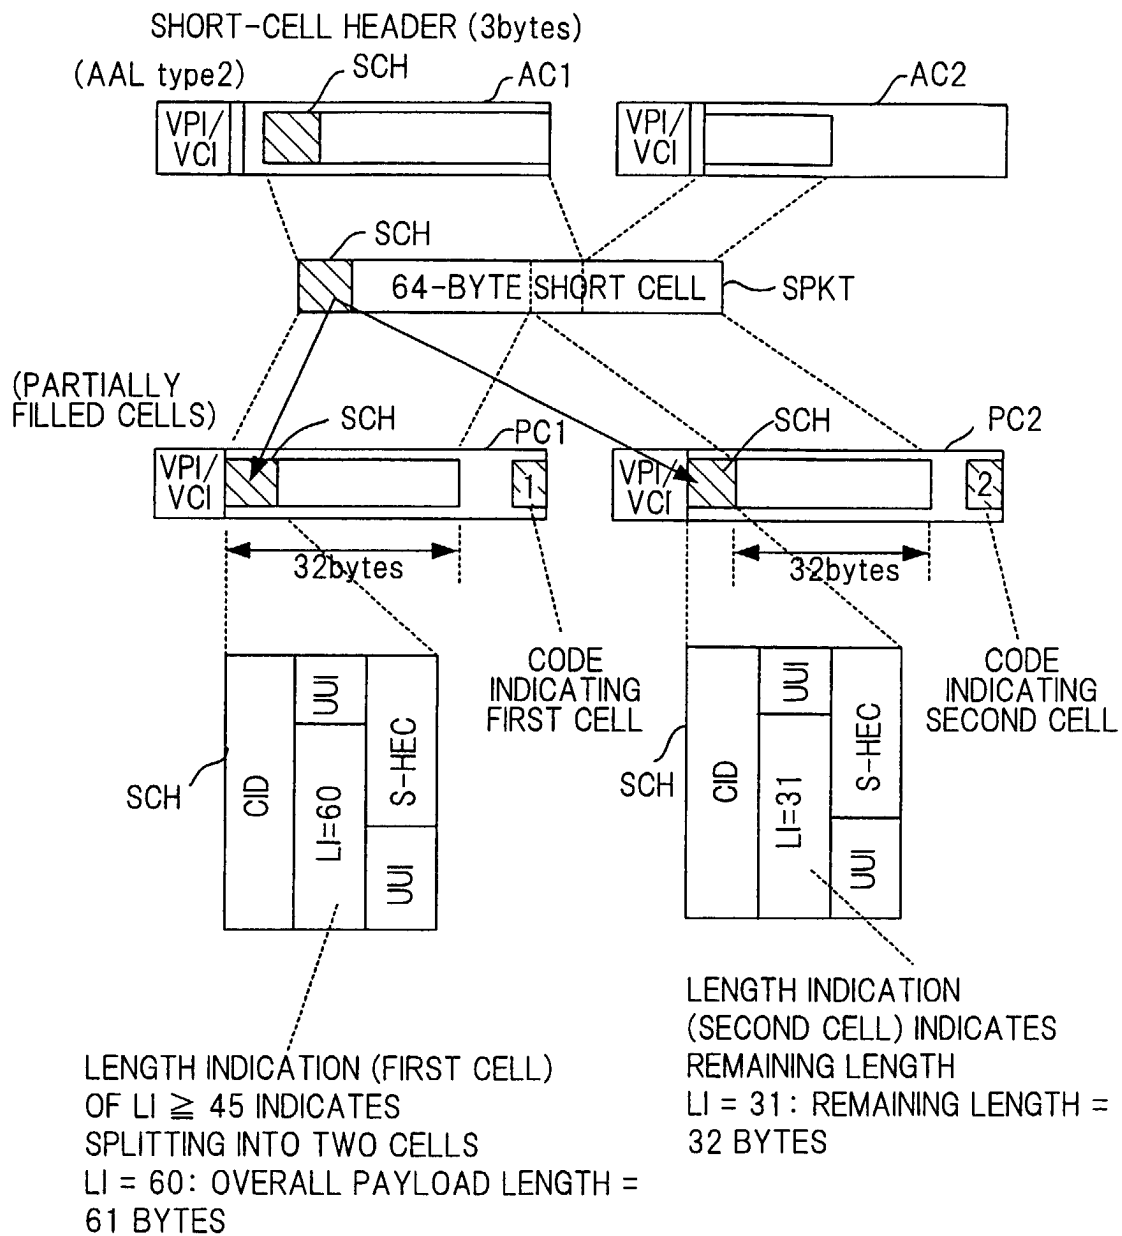 SHORT-CELL HEADER (3bytes)
(AAL type2)
SCH
AC1
AC2
VPI/
VCI
VPI/
VCI
SCH
64-BYTE SHORT CELL
SPKT
(PARTIALLY
FILLED CELLS)
SCH
PC1
SCH
PC2
VPI/
VCI
1
VPI/
VCI
2
32bytes
32bytes
CODE
INDICATING
FIRST CELL
CODE
INDICATING
SECOND CELL
SCH
CID
UUI
LI=60
S-HEC
UUI
SCH
CID
UUI
LI=31
S-HEC
UUI
LENGTH INDICATION (FIRST CELL)
OF LI ≧ 45 INDICATES
SPLITTING INTO TWO CELLS
LI = 60: OVERALL PAYLOAD LENGTH =
61 BYTES
LENGTH INDICATION
(SECOND CELL) INDICATES
REMAINING LENGTH
LI = 31: REMAINING LENGTH =
32 BYTES